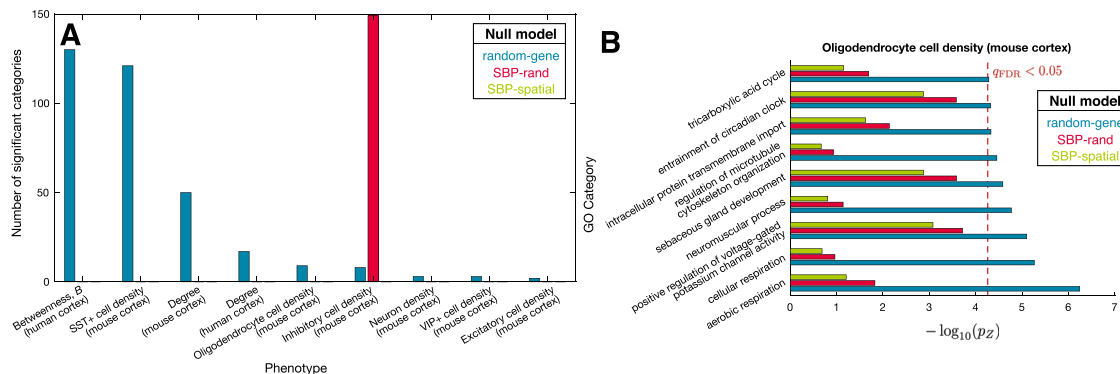 A
150
100
50
0
Number of significant categories
Null model
random-gene
SBP-rand
SBP-spatial
Betweenness, B
(human cortex)
SST+ cell density
(mouse cortex)
Degree
(mouse cortex)
Degree
(human cortex)
Oligodendrocyte cell density
(mouse cortex)
Inhibitory cell density
(mouse cortex)
Neuron density
(mouse cortex)
VIP+ cell density
(mouse cortex)
Excitatory cell density
(mouse cortex)
Phenotype
B
Oligodendrocyte cell density (mouse cortex)
GO Category
tricarboxylic acid cycle
entrainment of circadian clock
intracellular protein transmembrane import
regulation of microtubule
cytoskeleton organization
sebaceous gland development
neuromuscular process
positive regulation of voltage-gated
potassium channel activity
cellular respiration
aerobic respiration
q_FDR < 0.05
Null model
random-gene
SBP-rand
SBP-spatial
0 1 2 3 4 5 6 7
− log₁₀(p_Z)